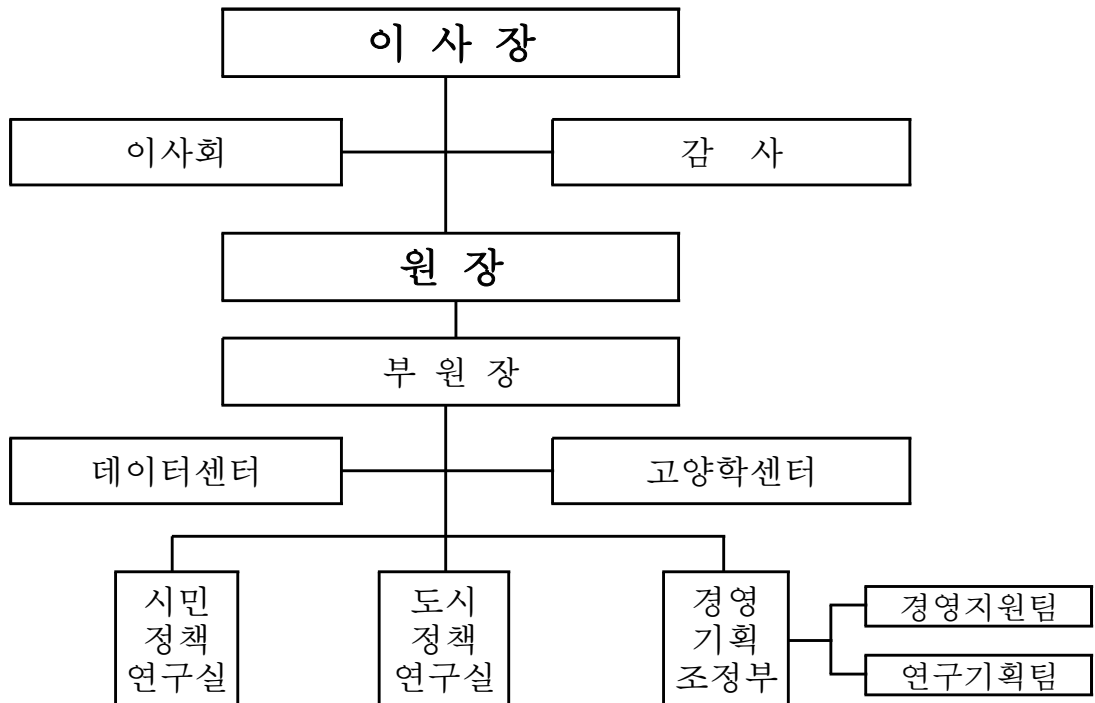 이 사 장
이사회
감 사
원 장
부 원 장
데이터센터
고양학센터
시민
정책
연구실
도시
정책
연구실
경영
기획
조정부
경영지원팀
연구기획팀